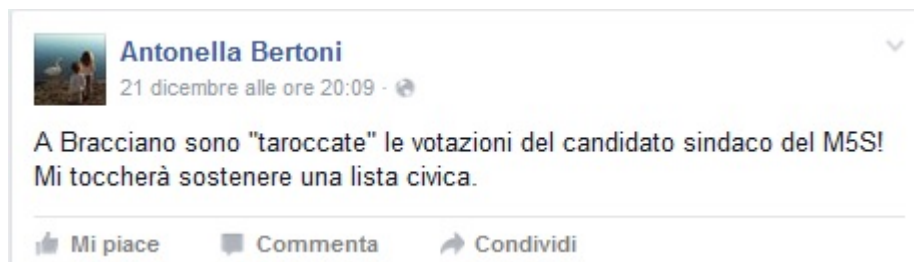 Antonella Bertoni
21 dicembre alle ore 20:09 ·
A Bracciano sono "taroccate" le votazioni del candidato sindaco del M5S!
Mi toccherà sostenere una lista civica.
Mi piace Commenta Condividi